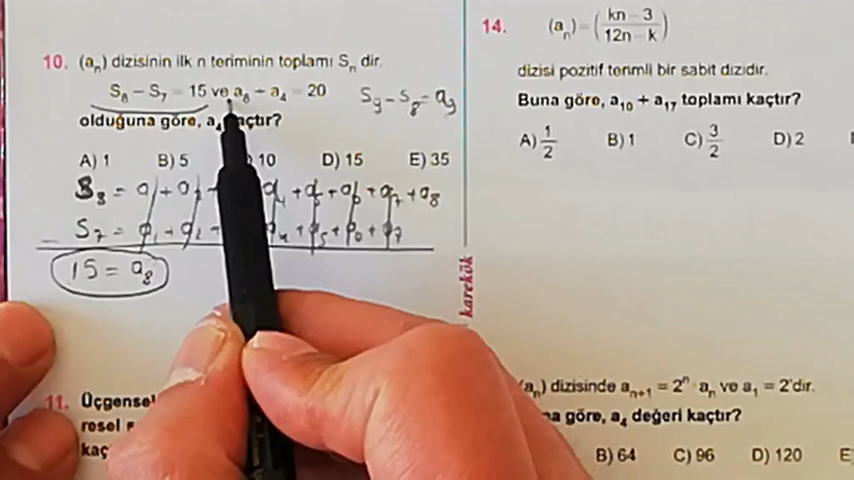 10. (aₙ) dizisinin ilk n teriminin toplamı Sₙ dir.
S₈ − S₇ = 15 ve a₈ + a₄ = 20
S₉ − S₈ = a₉
olduğuna göre, a₄ kaçtır?
A) 1 B) 5 10 D) 15 E) 35
S₈ = a₁ + a₂ + a₄ + a₅ + a₆ + a₇ + a₈
S₇ = a₁ + a₂ + a₄ + a₅ + a₆ + a₇
15 = a₈
11. Üçgensel
resel
karekök
14. (aₙ) = (kn − 3 / 12n − k)
dizisi pozitif terimli bir sabit dizidir.
Buna göre, a₁₀ + a₁₇ toplamı kaçtır?
A) 1/2 B) 1 C) 3/2 D) 2
(aₙ) dizisinde aₙ₊₁ = 2ⁿ · aₙ ve a₁ = 2'dir.
göre, a₄ değeri kaçtır?
B) 64 C) 96 D) 120 E